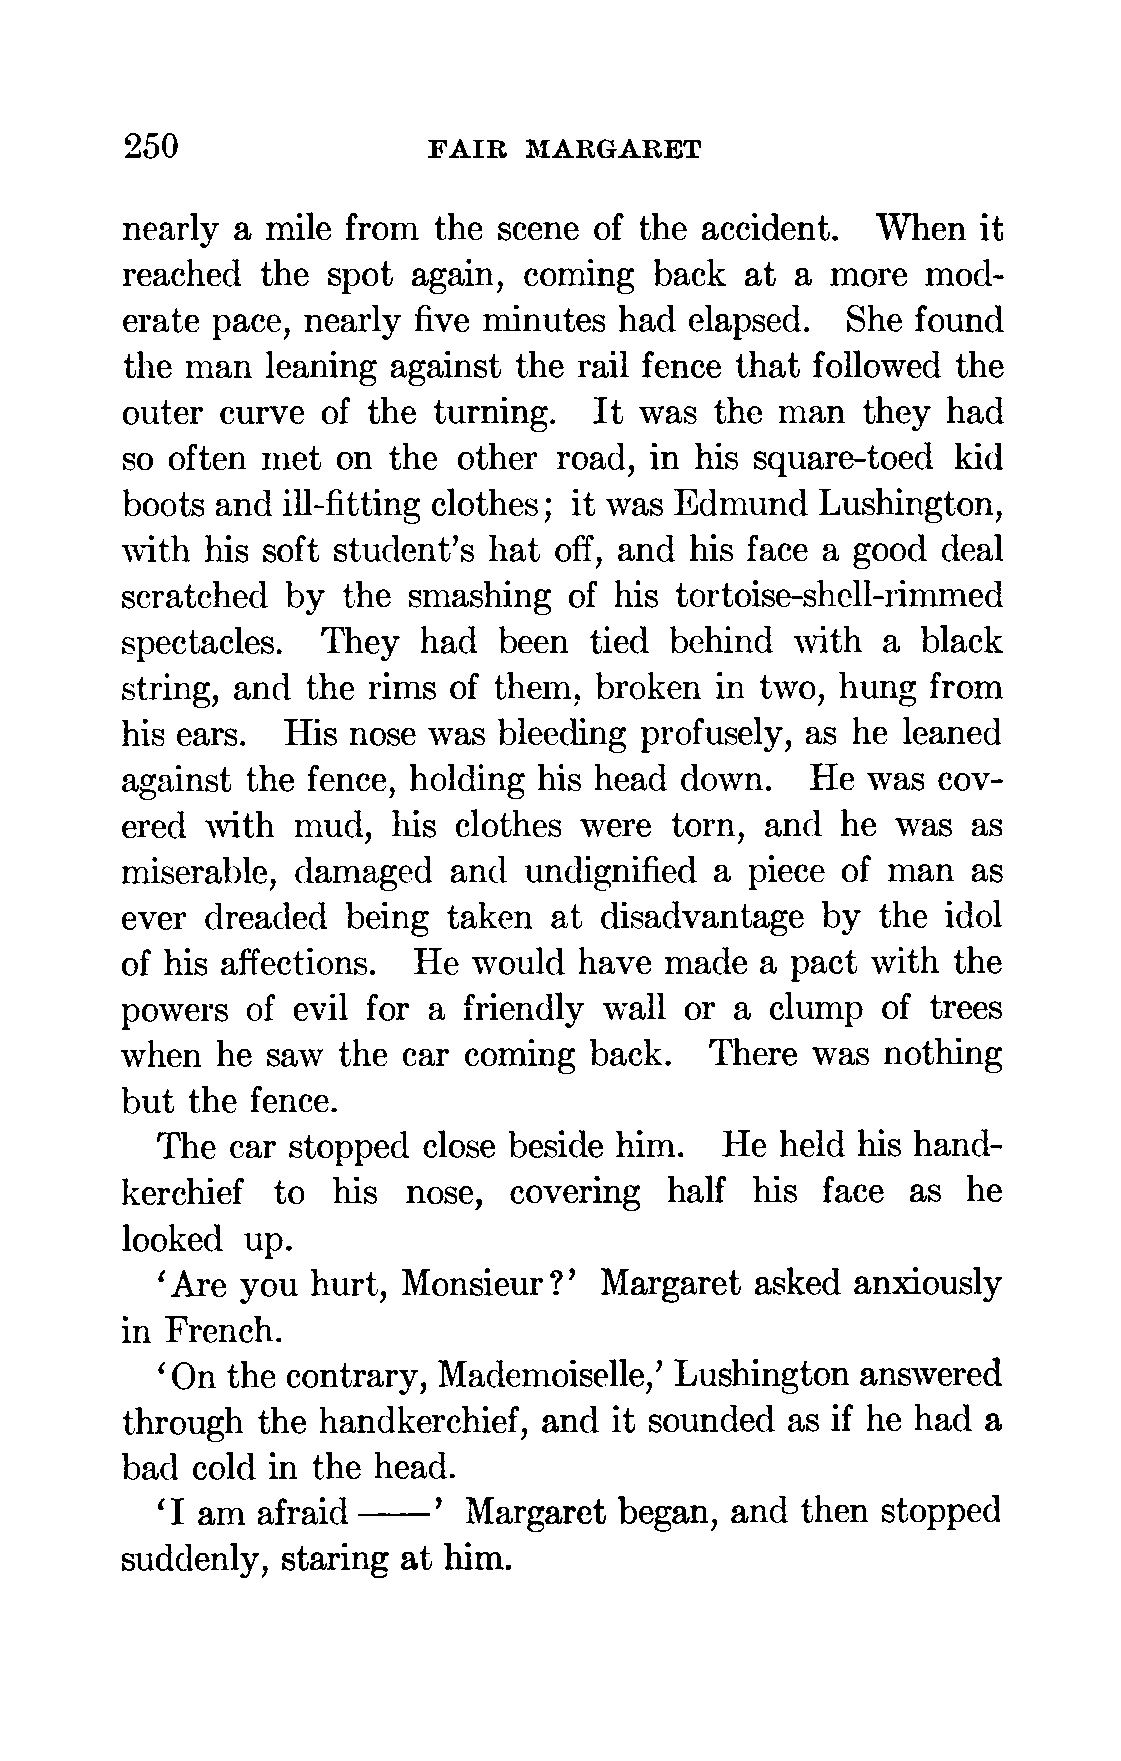 250 FAIR MARGARET
nearly a mile from the scene of the accident. When it
reached the spot again, coming back at a more mod-
erate pace, nearly five minutes had elapsed. She found
the man leaning against the rail fence that followed the
outer curve of the turning. It was the man they had
so often met on the other road, in his square-toed kid
boots and ill-fitting clothes; it was Edmund Lushington,
with his soft student's hat off, and his face a good deal
scratched by the smashing of his tortoise-shell-rimmed
spectacles. They had been tied behind with a black
string, and the rims of them, broken in two, hung from
his ears. His nose was bleeding profusely, as he leaned
against the fence, holding his head down. He was cov-
ered with mud, his clothes were torn, and he was as
miserable, damaged and undignified a piece of man as
ever dreaded being taken at disadvantage by the idol
of his affections. He would have made a pact with the
powers of evil for a friendly wall or a clump of trees
when he saw the car coming back. There was nothing
but the fence.
The car stopped close beside him. He held his hand-
kerchief to his nose, covering half his face as he
looked up.
'Are you hurt, Monsieur?' Margaret asked anxiously
in French.
'On the contrary, Mademoiselle,' Lushington answered
through the handkerchief, and it sounded as if he had a
bad cold in the head.
'I am afraid ——' Margaret began, and then stopped
suddenly, staring at him.